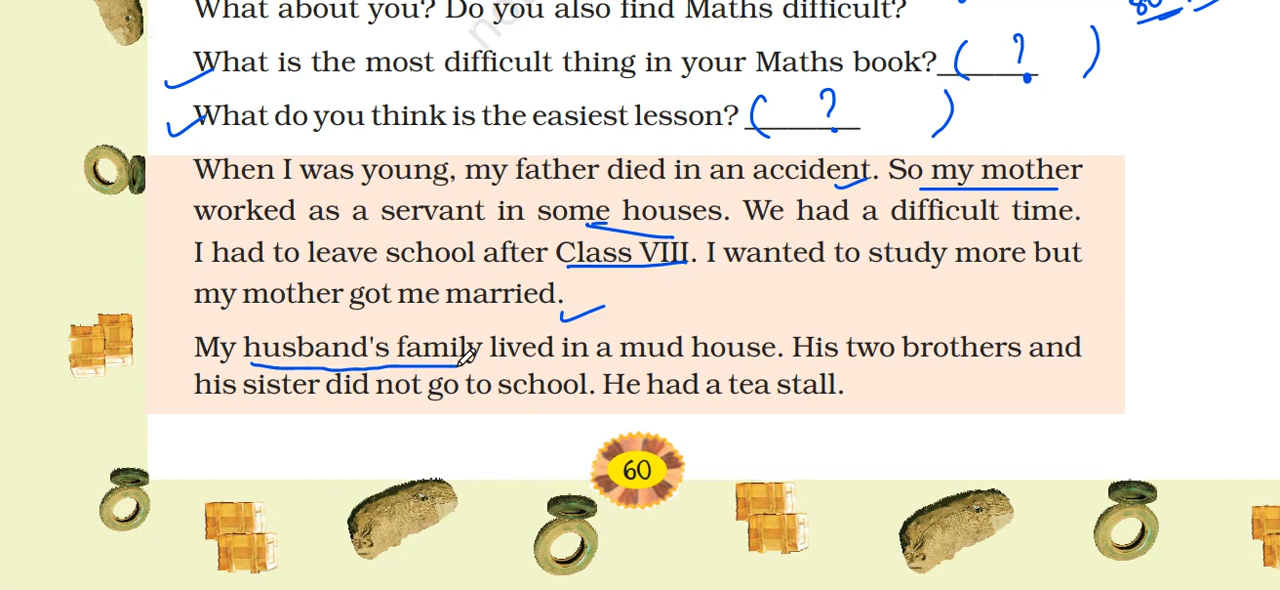 What about you? Do you also find Maths difficult?
What is the most difficult thing in your Maths book? ( ? )
What do you think is the easiest lesson? ( ? )
When I was young, my father died in an accident. So my mother
worked as a servant in some houses. We had a difficult time.
I had to leave school after Class VIII. I wanted to study more but
my mother got me married.
My husband's family lived in a mud house. His two brothers and
his sister did not go to school. He had a tea stall.
60